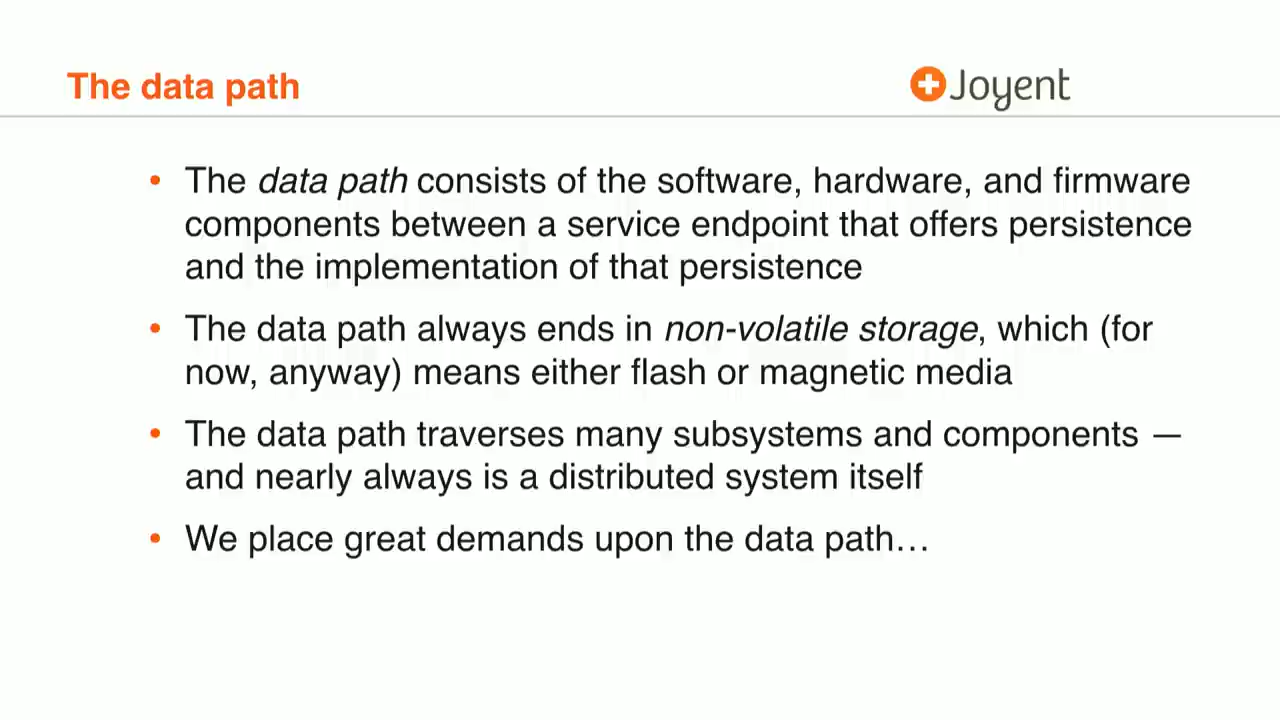 The data path
Joyent
• The data path consists of the software, hardware, and firmware
components between a service endpoint that offers persistence
and the implementation of that persistence
• The data path always ends in non-volatile storage, which (for
now, anyway) means either flash or magnetic media
• The data path traverses many subsystems and components —
and nearly always is a distributed system itself
• We place great demands upon the data path…